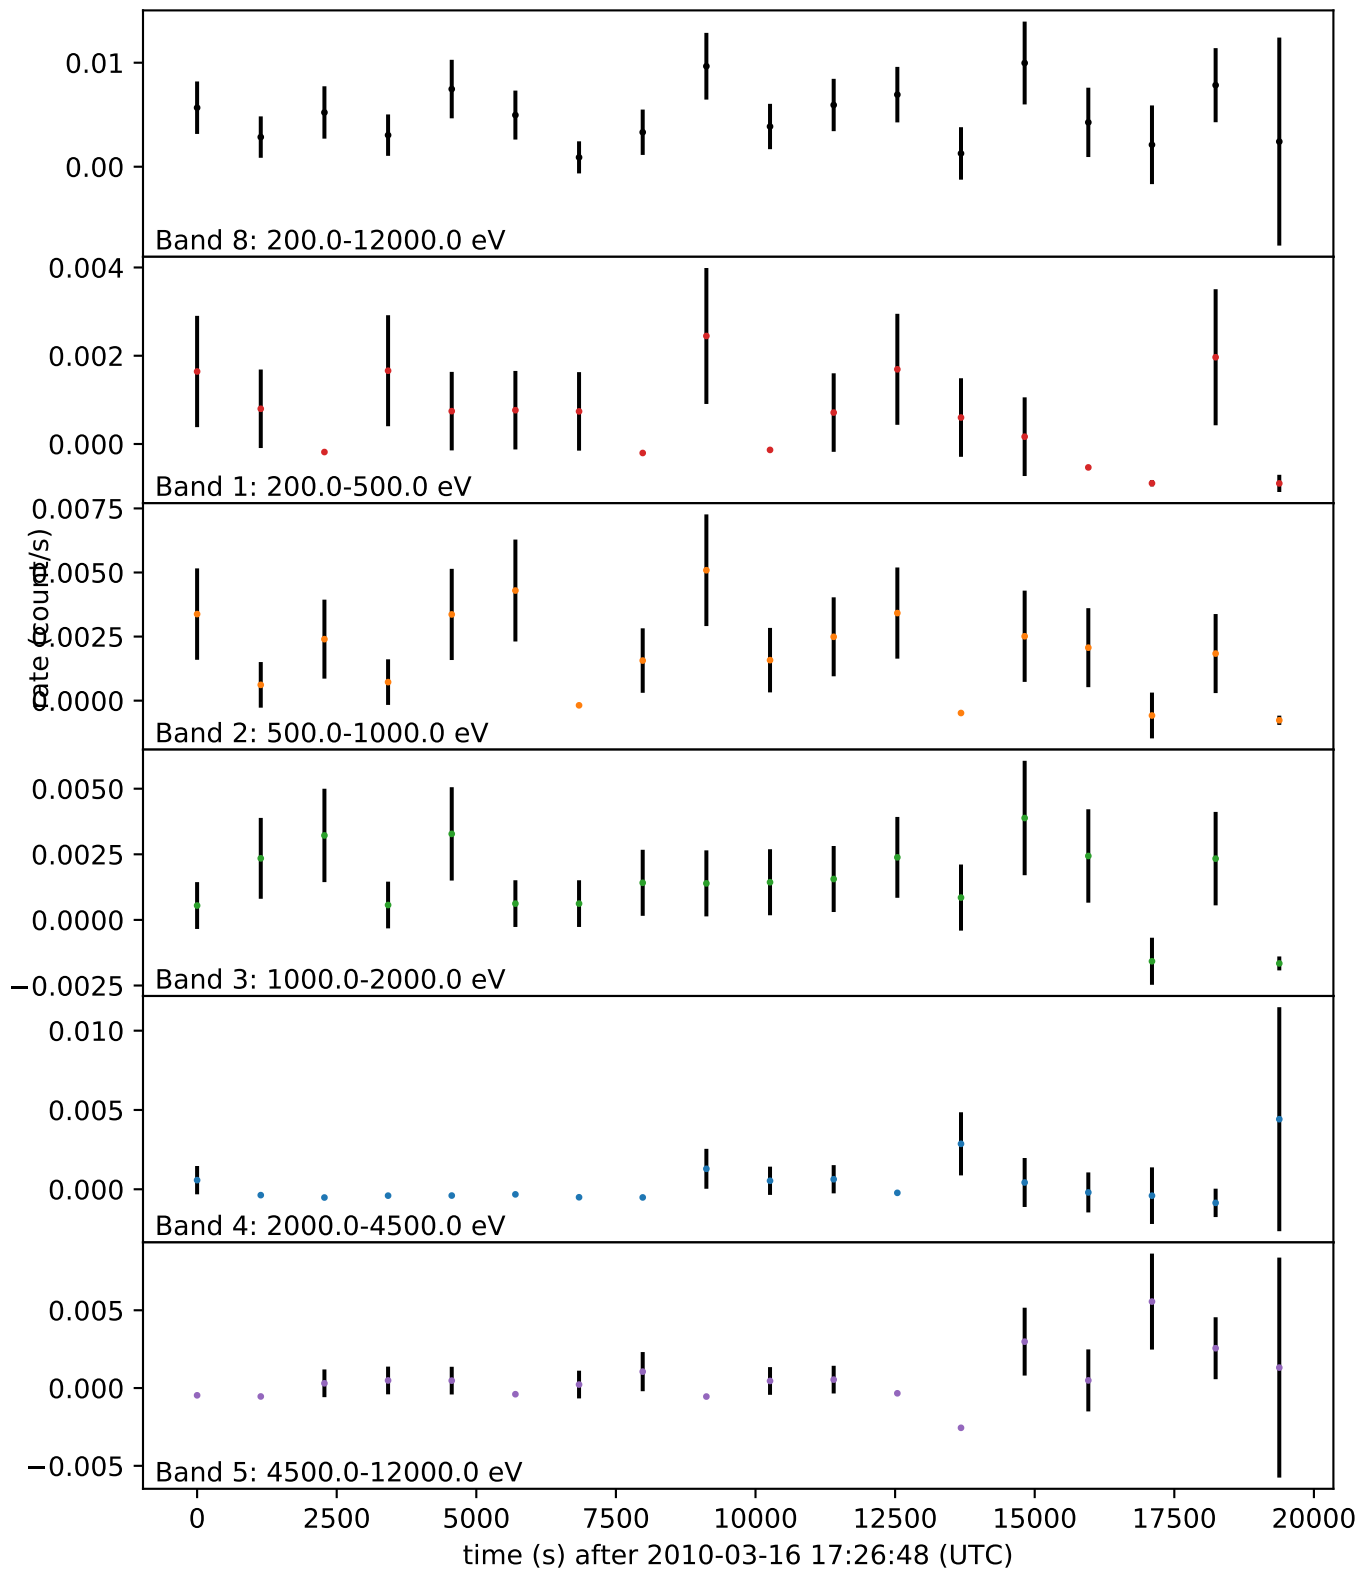 0.01
0.00
Band 8: 200.0-12000.0 eV
0.004
0.002
0.000
Band 1: 200.0-500.0 eV
rate (count/s)
0.0075
0.0050
0.0025
0.0000
Band 2: 500.0-1000.0 eV
0.0050
0.0025
0.0000
−0.0025
Band 3: 1000.0-2000.0 eV
0.010
0.005
0.000
Band 4: 2000.0-4500.0 eV
0.005
0.000
−0.005
Band 5: 4500.0-12000.0 eV
0 2500 5000 7500 10000 12500 15000 17500 20000
time (s) after 2010-03-16 17:26:48 (UTC)